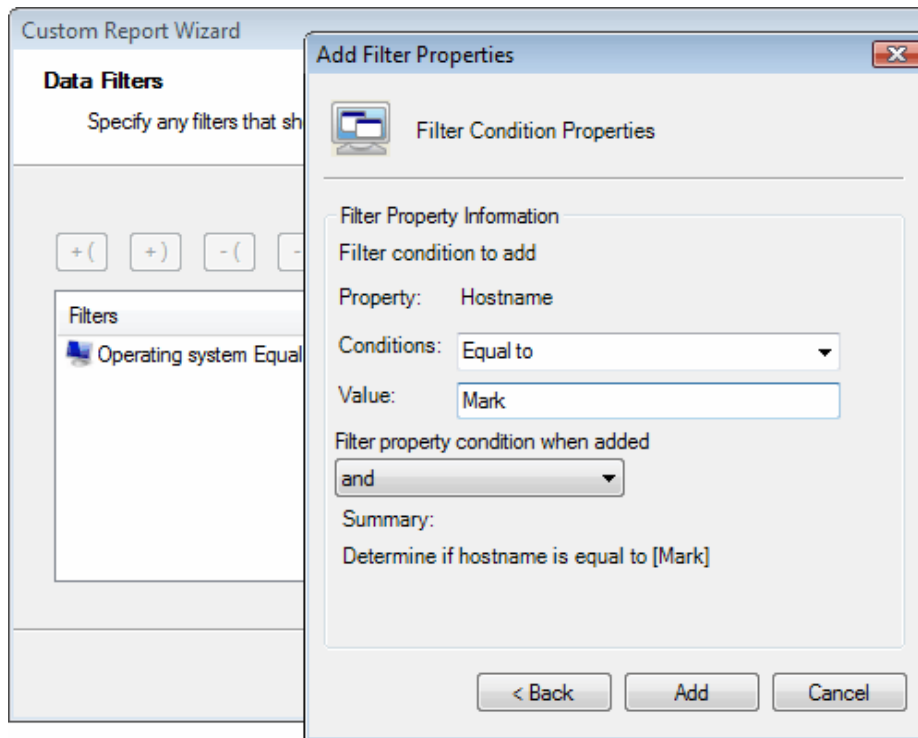 Custom Report Wizard
Data Filters
Specify any filters that sh
+ (
+ )
- (
-
Filters
Operating system Equal
Add Filter Properties
Filter Condition Properties
Filter Property Information
Filter condition to add
Property: Hostname
Conditions: Equal to
Value: Mark
Filter property condition when added
and
Summary:
Determine if hostname is equal to [Mark]
< Back
Add
Cancel